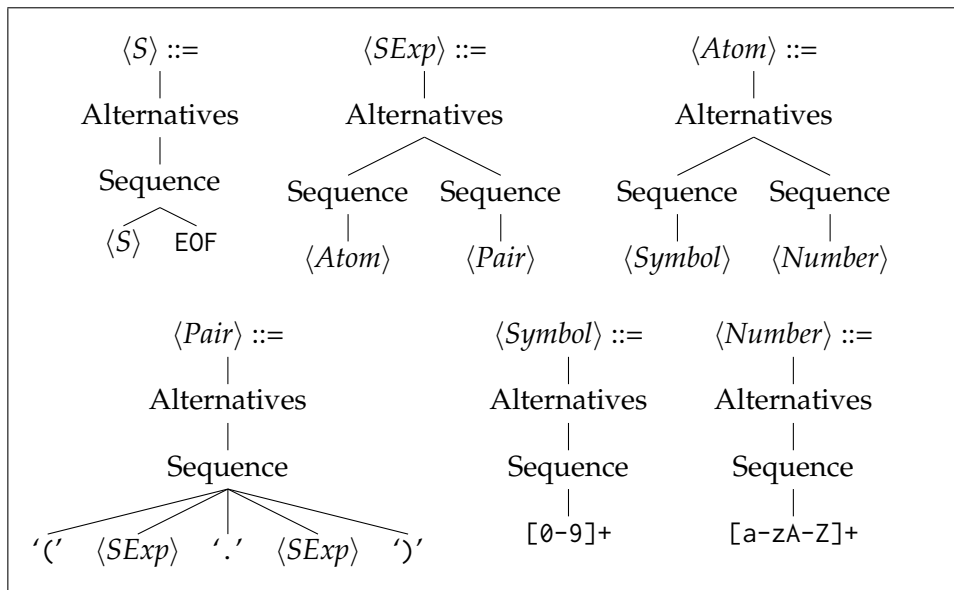 ⟨S⟩ ::= ⟨SExp⟩ ::= ⟨Atom⟩ ::=
Alternatives Alternatives Alternatives
Sequence Sequence Sequence Sequence Sequence
⟨S⟩ EOF ⟨Atom⟩ ⟨Pair⟩ ⟨Symbol⟩ ⟨Number⟩
⟨Pair⟩ ::= ⟨Symbol⟩ ::= ⟨Number⟩ ::=
Alternatives Alternatives Alternatives
Sequence Sequence Sequence
‘(’ ⟨SExp⟩ ‘.’ ⟨SExp⟩ ‘)’ [0-9]+ [a-zA-Z]+